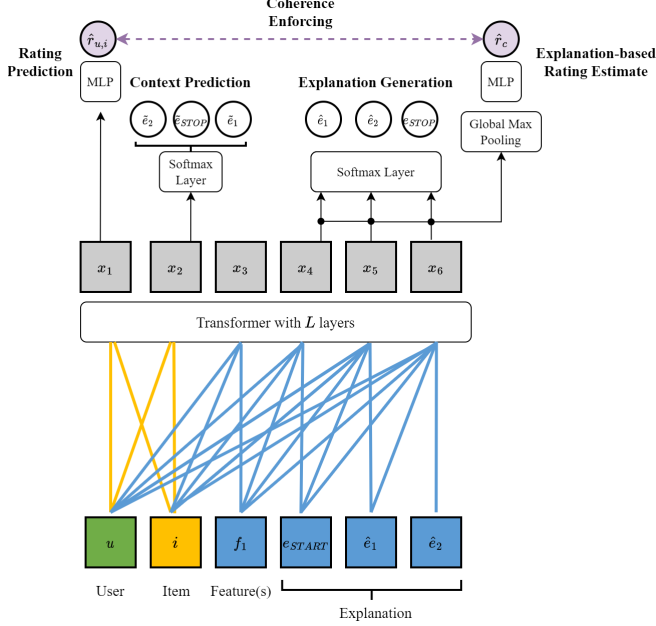 Coherence
Enforcing
r̂u,i
r̂c
Rating
Prediction
MLP
MLP
Explanation-based
Rating Estimate
Context Prediction
Explanation Generation
ẽ2
ẽSTOP
ẽ1
ê1
ê2
eSTOP
Global Max
Pooling
Softmax
Layer
Softmax Layer
x1
x2
x3
x4
x5
x6
Transformer with L layers
u
i
f1
eSTART
ê1
ê2
User
Item
Feature(s)
Explanation